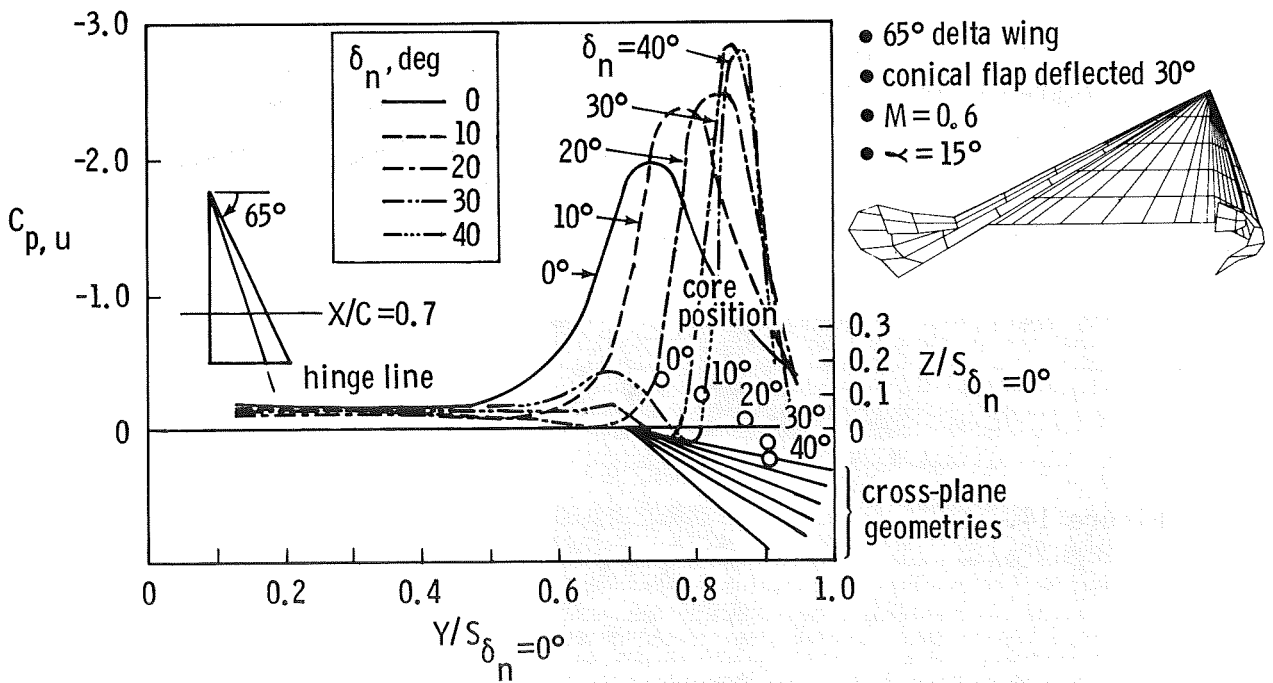 -3.0
-2.0
-1.0
0
C p, u
δn, deg
0
10
20
30
40
65°
X/C = 0.7
hinge line
δn = 40°
30°
20°
10°
0°
core
position
0°
10°
20°
30°
40°
0.3
0.2
0.1
0
Z/S δn = 0°
cross-plane
geometries
0
0.2
0.4
0.6
0.8
1.0
Y/S δn = 0°
● 65° delta wing
● conical flap deflected 30°
● M = 0.6
● ∝ = 15°